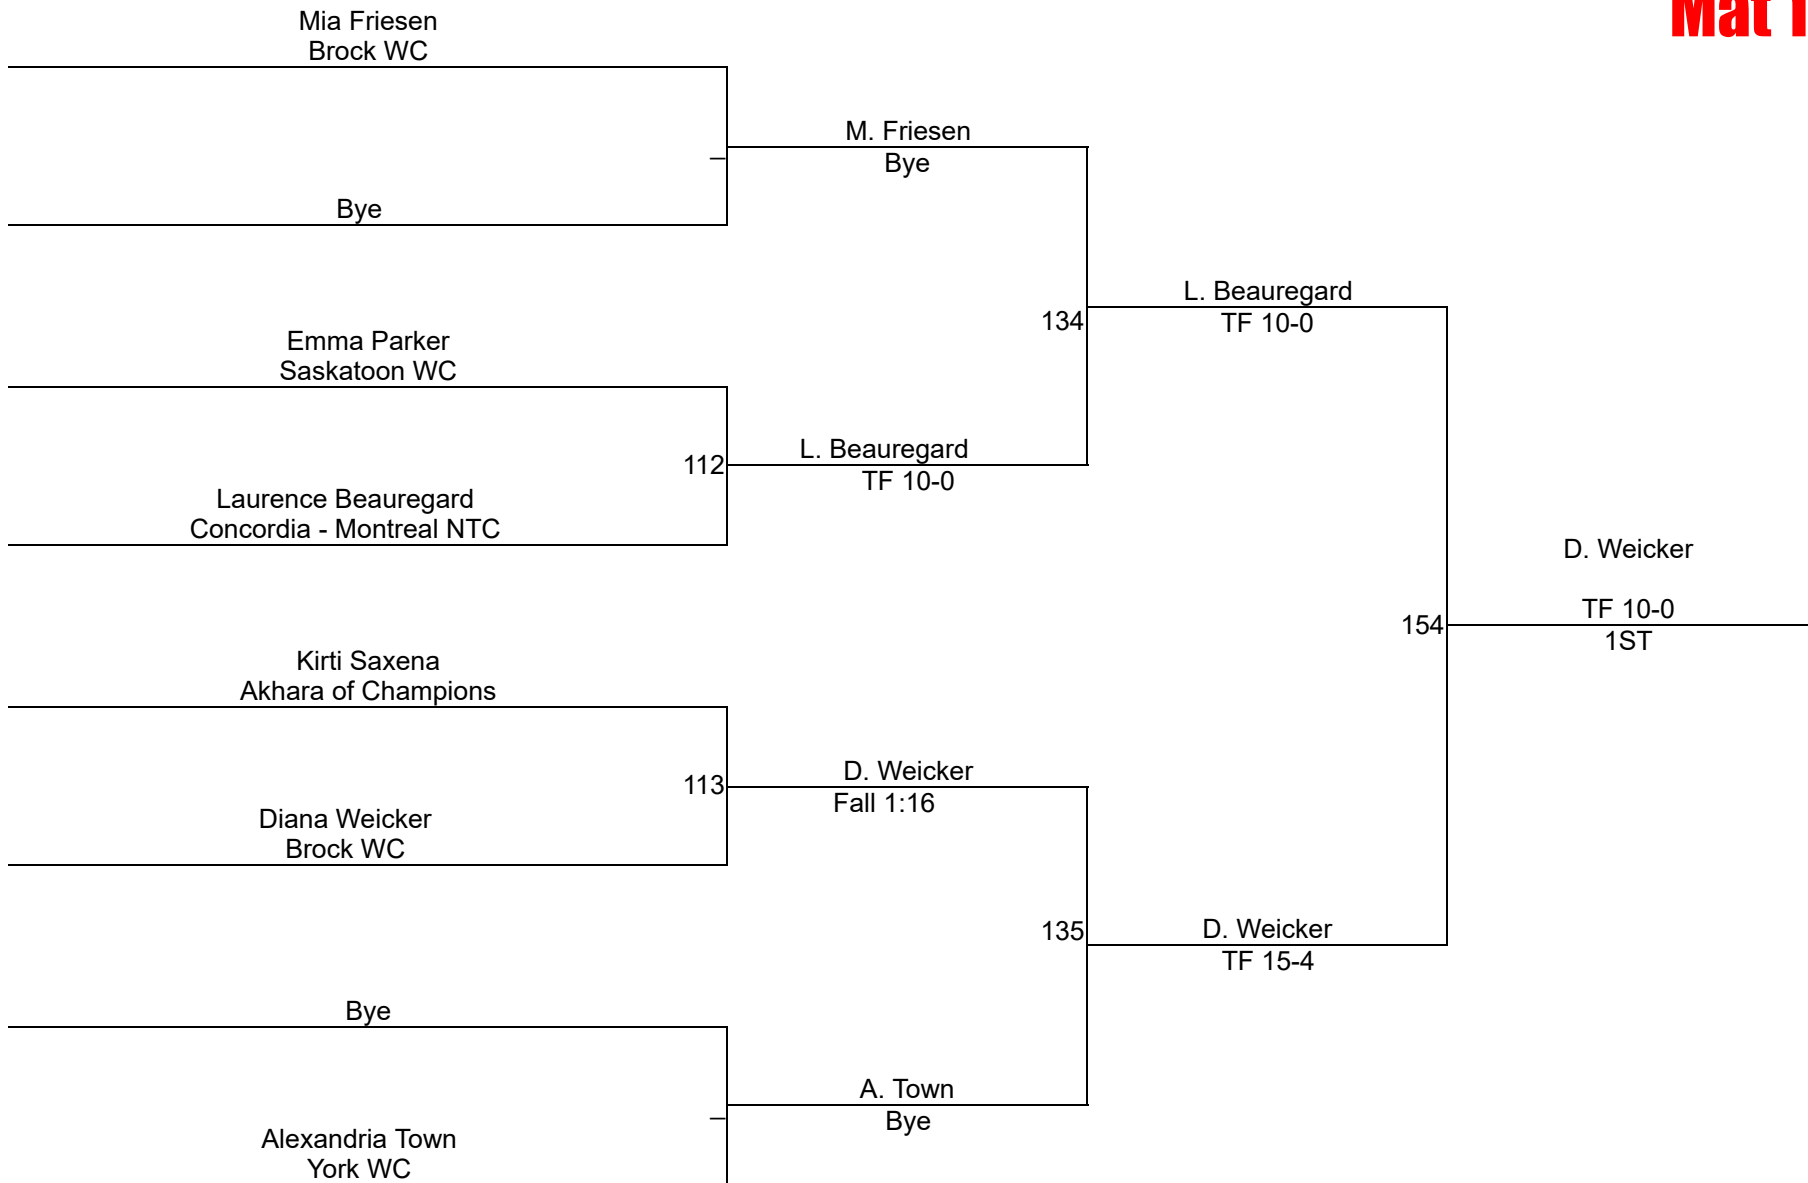 Mat 1
Mia Friesen
Brock WC
M. Friesen
Bye
Bye
L. Beauregard
TF 10-0
134
Emma Parker
Saskatoon WC
112
L. Beauregard
TF 10-0
Laurence Beauregard
Concordia - Montreal NTC
D. Weicker
TF 10-0
154
1ST
Kirti Saxena
Akhara of Champions
113
D. Weicker
Fall 1:16
Diana Weicker
Brock WC
135
D. Weicker
TF 15-4
Bye
A. Town
Bye
Alexandria Town
York WC